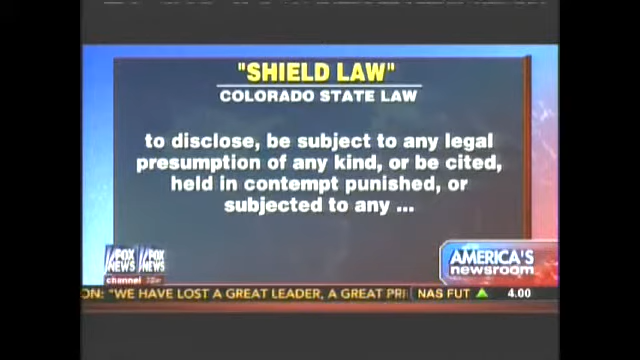 "SHIELD LAW"
COLORADO STATE LAW
to disclose, be subject to any legal
presumption of any kind, or be cited,
held in contempt punished, or
subjected to any ...
FOX NEWS FOX NEWS
channel
AMERICA'S
newsroom
ON: "WE HAVE LOST A GREAT LEADER, A GREAT PRI NAS FUT ▲ 4.00